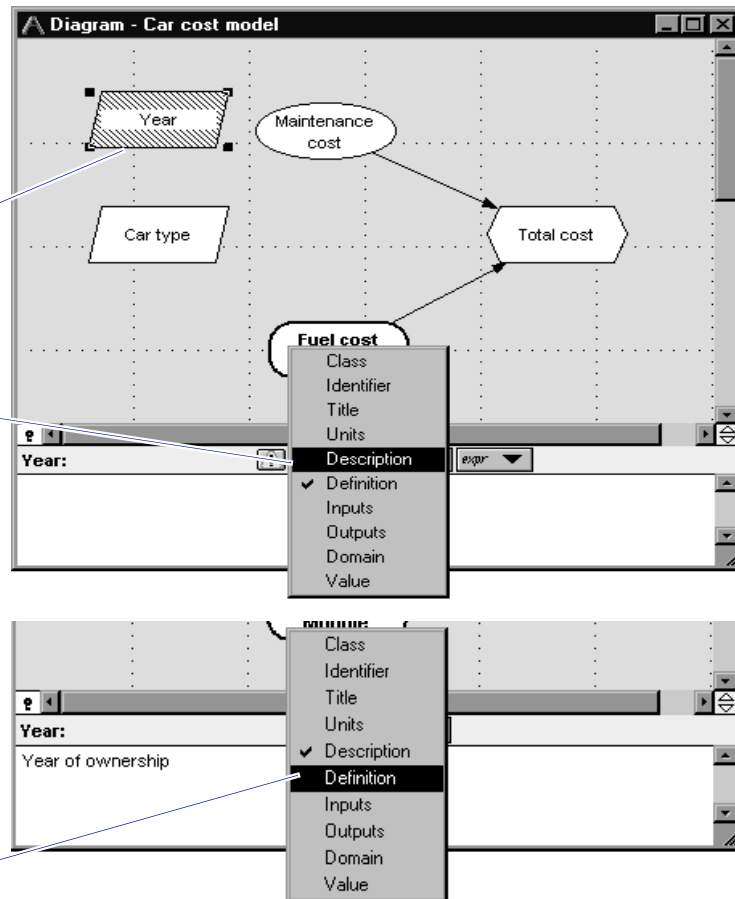 Diagram - Car cost model
Year
Maintenance
cost
Car type
Total cost
Fuel cost
Class
Identifier
Title
Units
Description
Definition
Inputs
Outputs
Domain
Value
Year:
expr
Module
Class
Identifier
Title
Units
Description
Definition
Inputs
Outputs
Domain
Value
Year:
Year of ownership